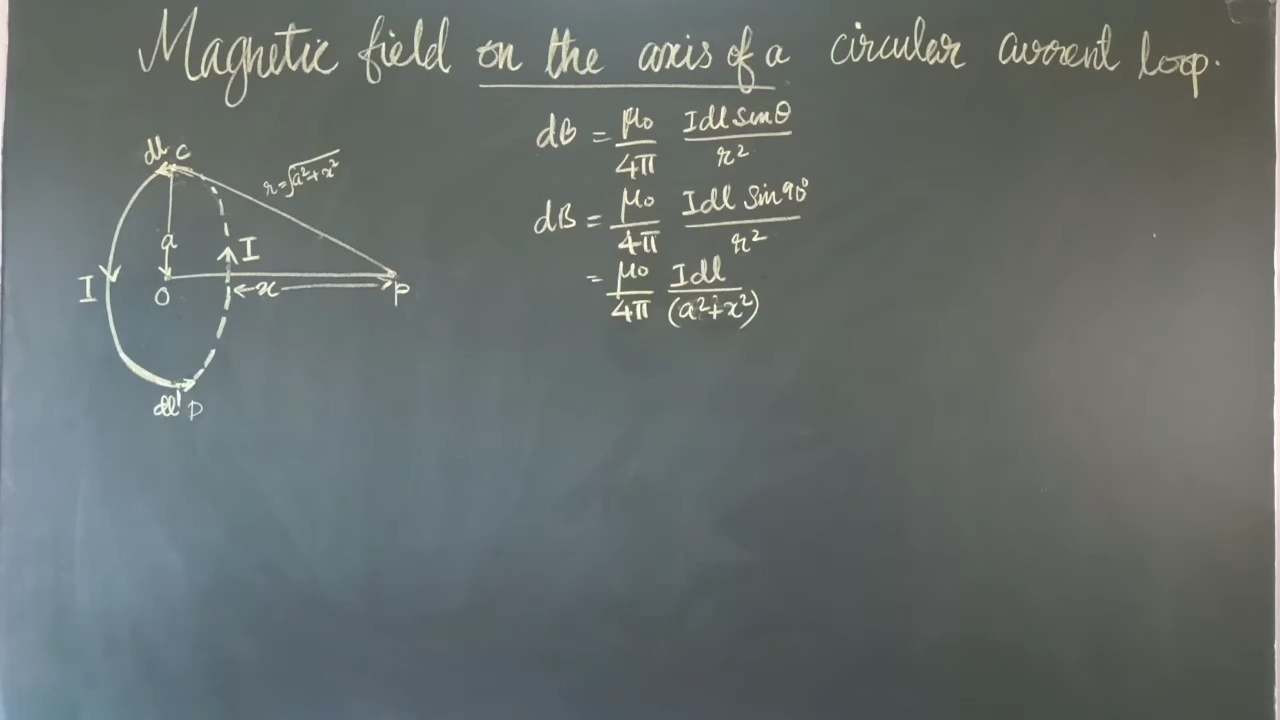 Magnetic field on the axis of a circular current loop.
dB = μ₀/4π Idl sinθ/r²
dB = μ₀/4π Idl sin90°/r²
= μ₀/4π Idl/(a²+x²)
dl C
r=√a²+x²
a
I
I
O
x
P
dl' D